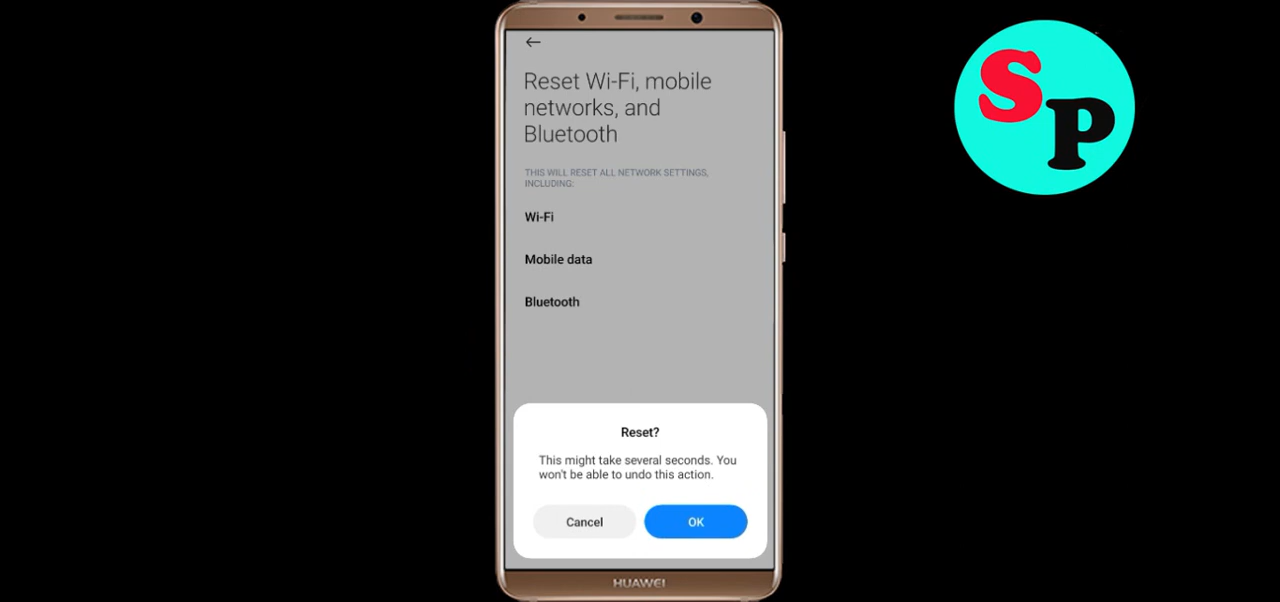 Reset Wi-Fi, mobile
networks, and
Bluetooth
THIS WILL RESET ALL NETWORK SETTINGS,
INCLUDING:
Wi-Fi
Mobile data
Bluetooth
Reset?
This might take several seconds. You
won't be able to undo this action.
Cancel
OK
HUAWEI
SP